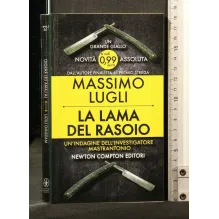 UN
GRANDE GIALLO
NOVITÀ 0,99 ASSOLUTA
DALL'AUTORE FINALISTA AL PREMIO STREGA
MASSIMO
LUGLI
LA LAMA
DEL RASOIO
UN'INDAGINE DELL'INVESTIGATORE
MASTRANTONIO
NEWTON COMPTON EDITORI